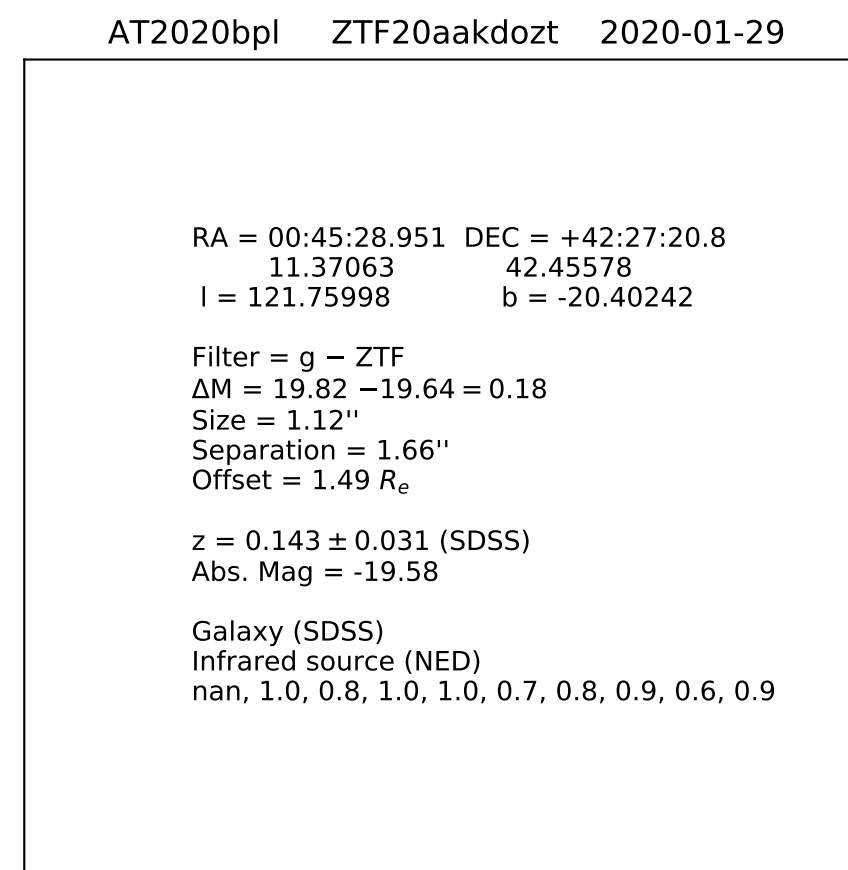 AT2020bpl ZTF20aakdozt 2020-01-29
RA = 00:45:28.951 DEC = +42:27:20.8
11.37063 42.45578
l = 121.75998 b = -20.40242
Filter = g − ZTF
ΔM = 19.82 −19.64 = 0.18
Size = 1.12''
Separation = 1.66''
Offset = 1.49 Rₑ
z = 0.143 ± 0.031 (SDSS)
Abs. Mag = -19.58
Galaxy (SDSS)
Infrared source (NED)
nan, 1.0, 0.8, 1.0, 1.0, 0.7, 0.8, 0.9, 0.6, 0.9